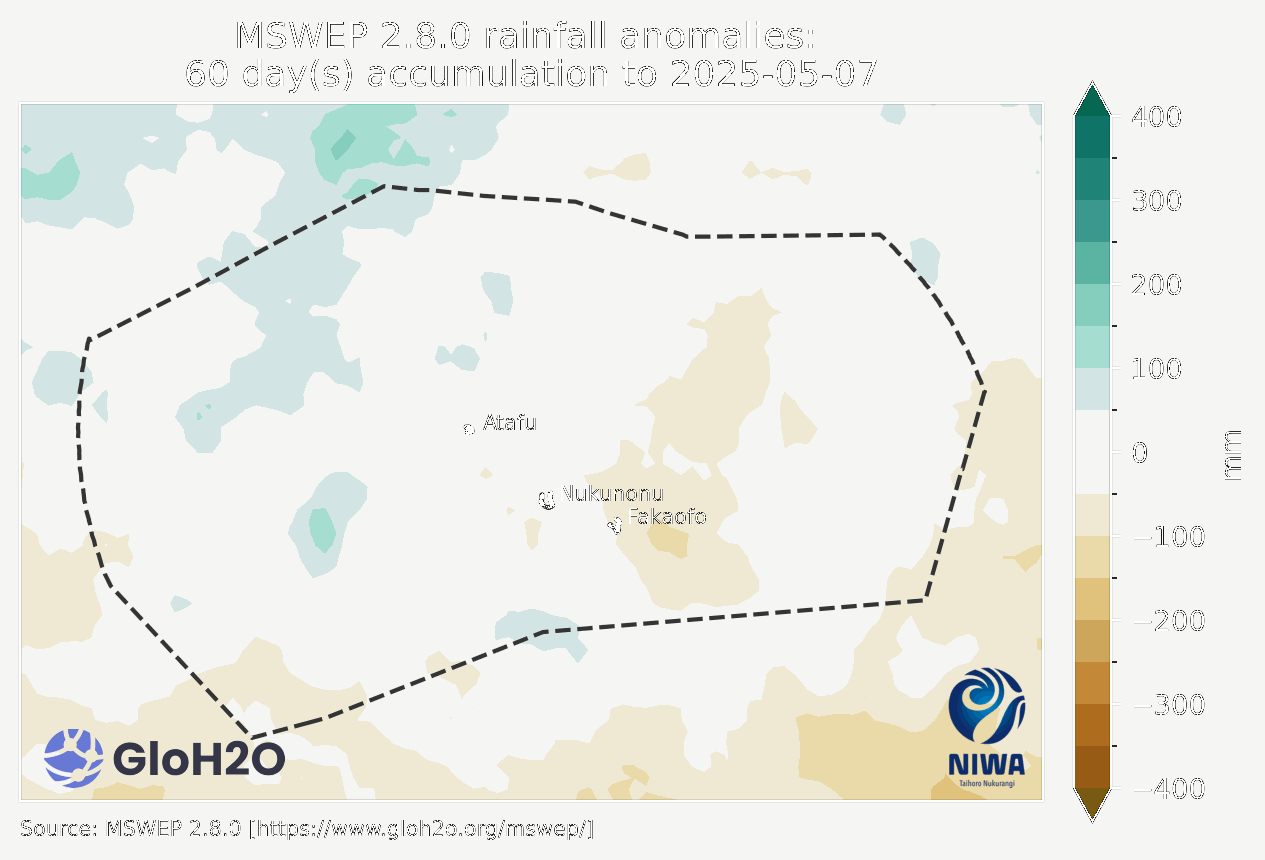 MSWEP 2.8.0 rainfall anomalies:
60 day(s) accumulation to 2025-05-07
400
300
200
100
0
−100
−200
−300
−400
mm
Atafu
Nukunonu
Fakaofo
GloH2O
NIWA
Taihoro Nukurangi
Source: MSWEP 2.8.0 [https://www.gloh2o.org/mswep/]